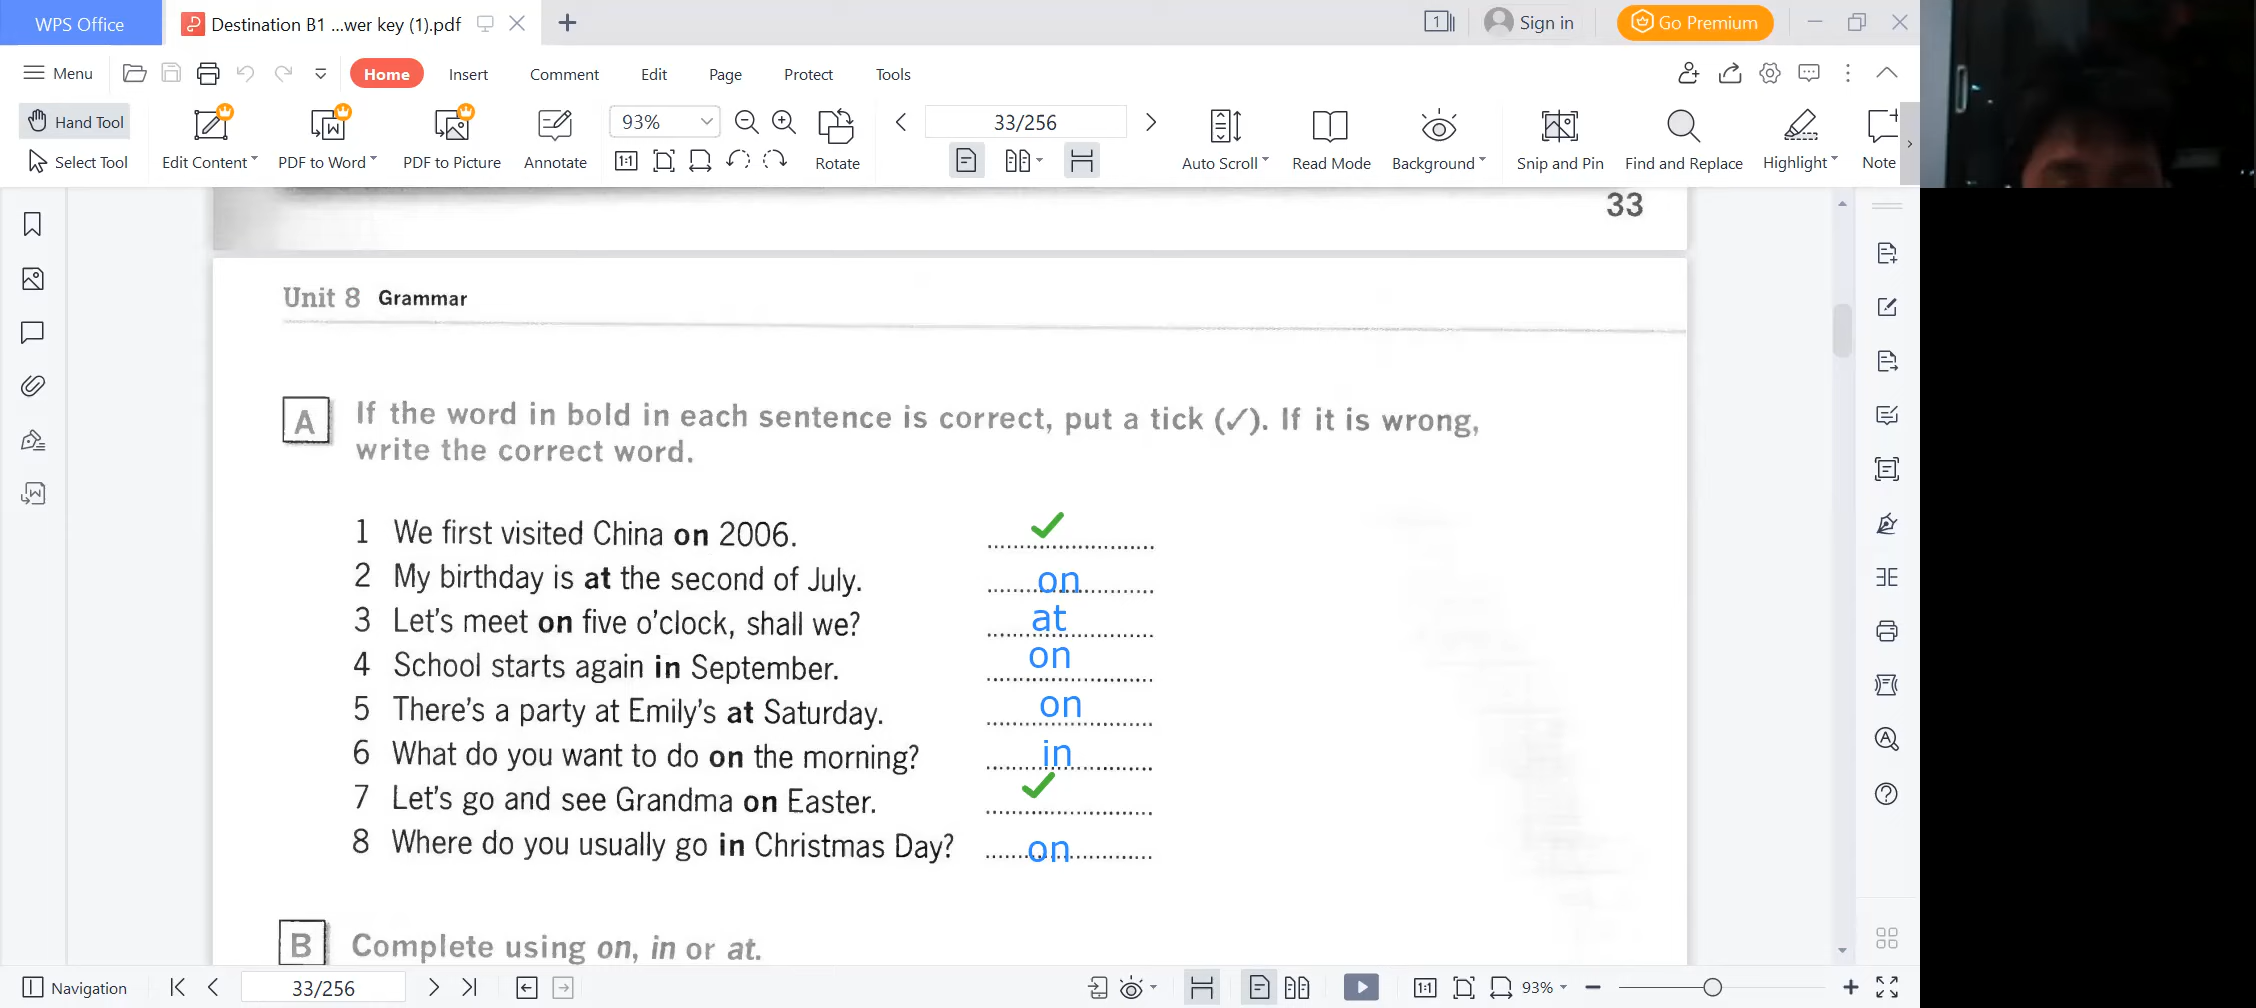 WPS Office
Destination B1 ...wer key (1).pdf
1
Sign in
Go Premium
Menu
Home
Insert
Comment
Edit
Page
Protect
Tools
Hand Tool
Select Tool
Edit Content
PDF to Word
PDF to Picture
Annotate
93%
1:1
Rotate
33/256
Auto Scroll
Read Mode
Background
Snip and Pin
Find and Replace
Highlight
Note
33
Unit 8 Grammar
A If the word in bold in each sentence is correct, put a tick (✓). If it is wrong,
write the correct word.
1 We first visited China on 2006. ✓
2 My birthday is at the second of July. on
3 Let's meet on five o'clock, shall we? at
4 School starts again in September. on
5 There's a party at Emily's at Saturday. on
6 What do you want to do on the morning? in
7 Let's go and see Grandma on Easter. ✓
8 Where do you usually go in Christmas Day? on
B Complete using on, in or at.
Navigation
33/256
1:1
93%